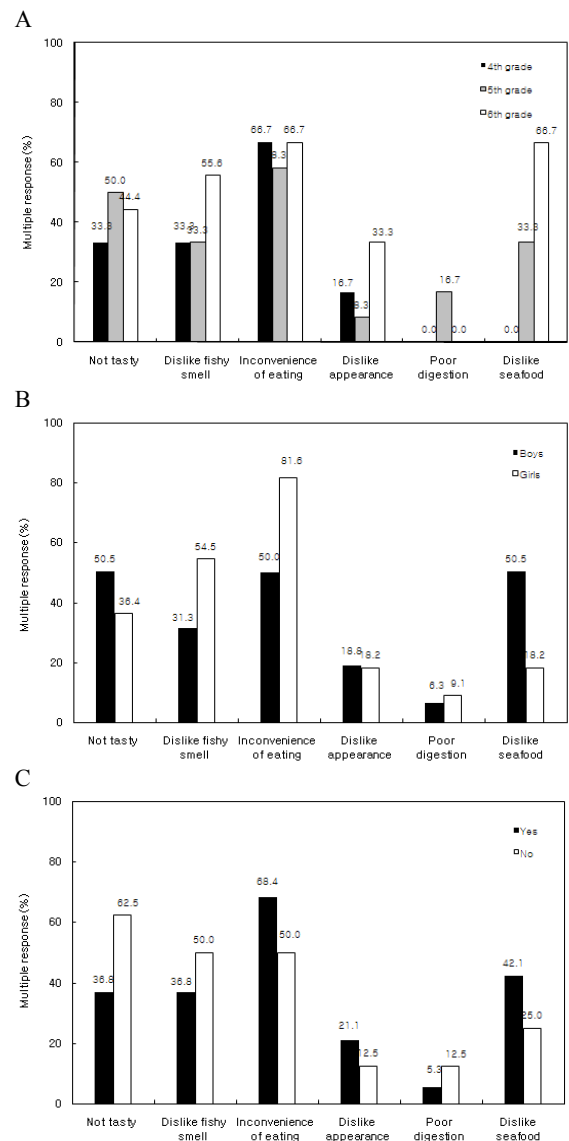 A
100
4th grade
5th grade
6th grade
80
66.7 66.7 66.7
60 58.3 55.6
50.0
44.4
40
33.3 33.3 33.3 33.3 33.3
20
16.7 16.7
8.3
0.0 0.0 0.0
0
Multiple response (%)
Not tasty Dislike fishy Inconvenience Dislike Poor Dislike
smell of eating appearance digestion seafood
B
100
Boys
Girls
81.6
80
60
50.5 54.5 50.0 50.5
40
36.4 31.3
20
18.8 18.2 18.2
6.3 9.1
0
Multiple response (%)
Not tasty Dislike fishy Inconvenience Dislike Poor Dislike
smell of eating appearance digestion seafood
C
100
Yes
No
80
68.4
62.5
60
50.0 50.0
40
36.8 36.8 42.1
20
21.1 12.5 5.3 12.5 25.0
0
Multiple response (%)
Not tasty Dislike fishy Inconvenience Dislike Poor Dislike
smell of eating appearance digestion seafood